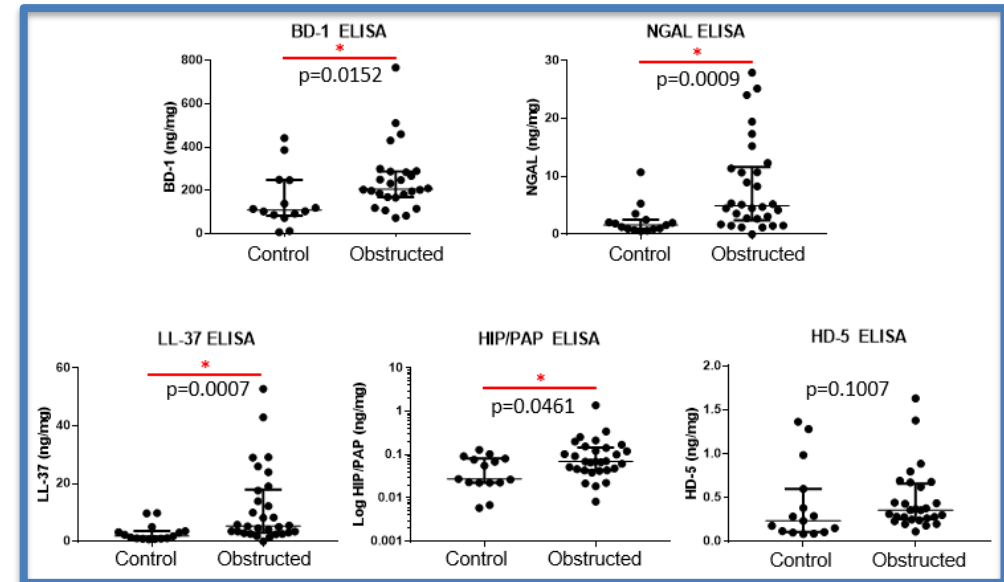 BD-1 ELISA
*
p=0.0152
BD-1 (ng/mg)
800
600
400
200
0
Control Obstructed
NGAL ELISA
*
p=0.0009
NGAL (ng/mg)
30
20
10
0
Control Obstructed
LL-37 ELISA
*
p=0.0007
LL-37 (ng/mg)
60
40
20
0
Control Obstructed
HIP/PAP ELISA
*
p=0.0461
Log HIP/PAP (ng/mg)
10
1
0.1
0.01
0.001
Control Obstructed
HD-5 ELISA
p=0.1007
HD-5 (ng/mg)
2.0
1.5
1.0
0.5
0.0
Control Obstructed